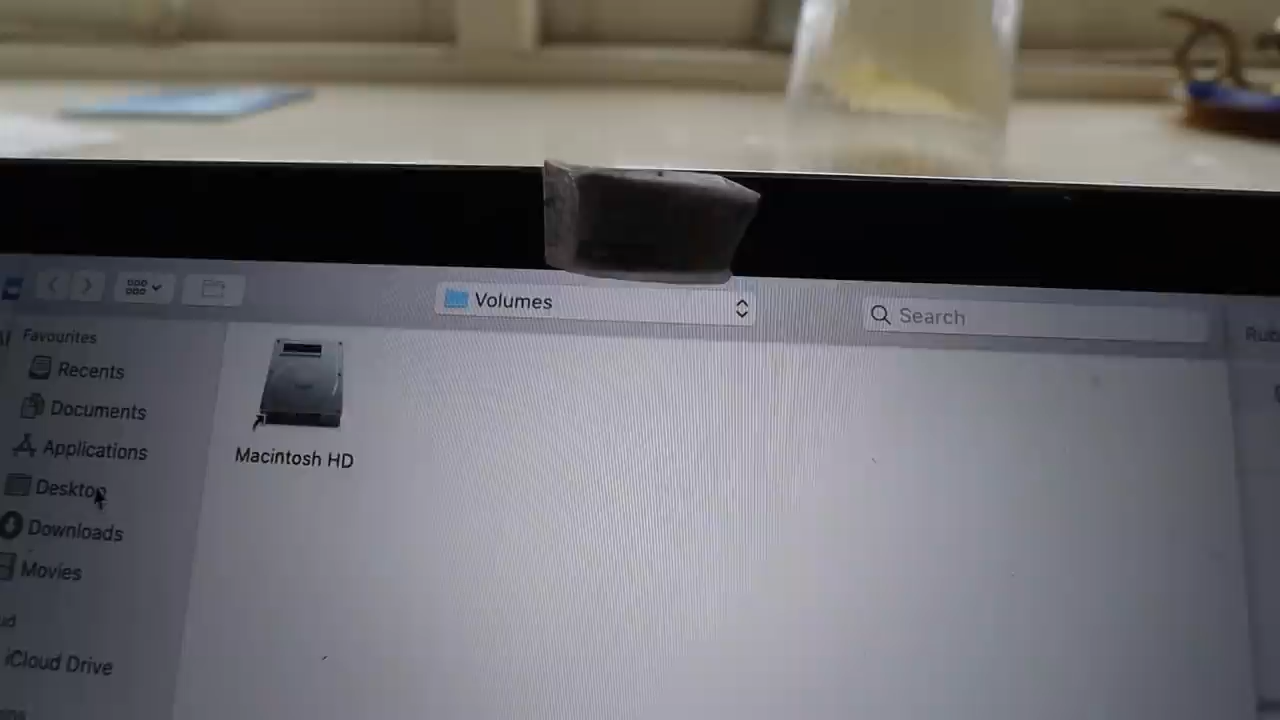 Volumes
Search
Favourites
Recents
Documents
Applications
Desktop
Downloads
Movies
iCloud Drive
Macintosh HD